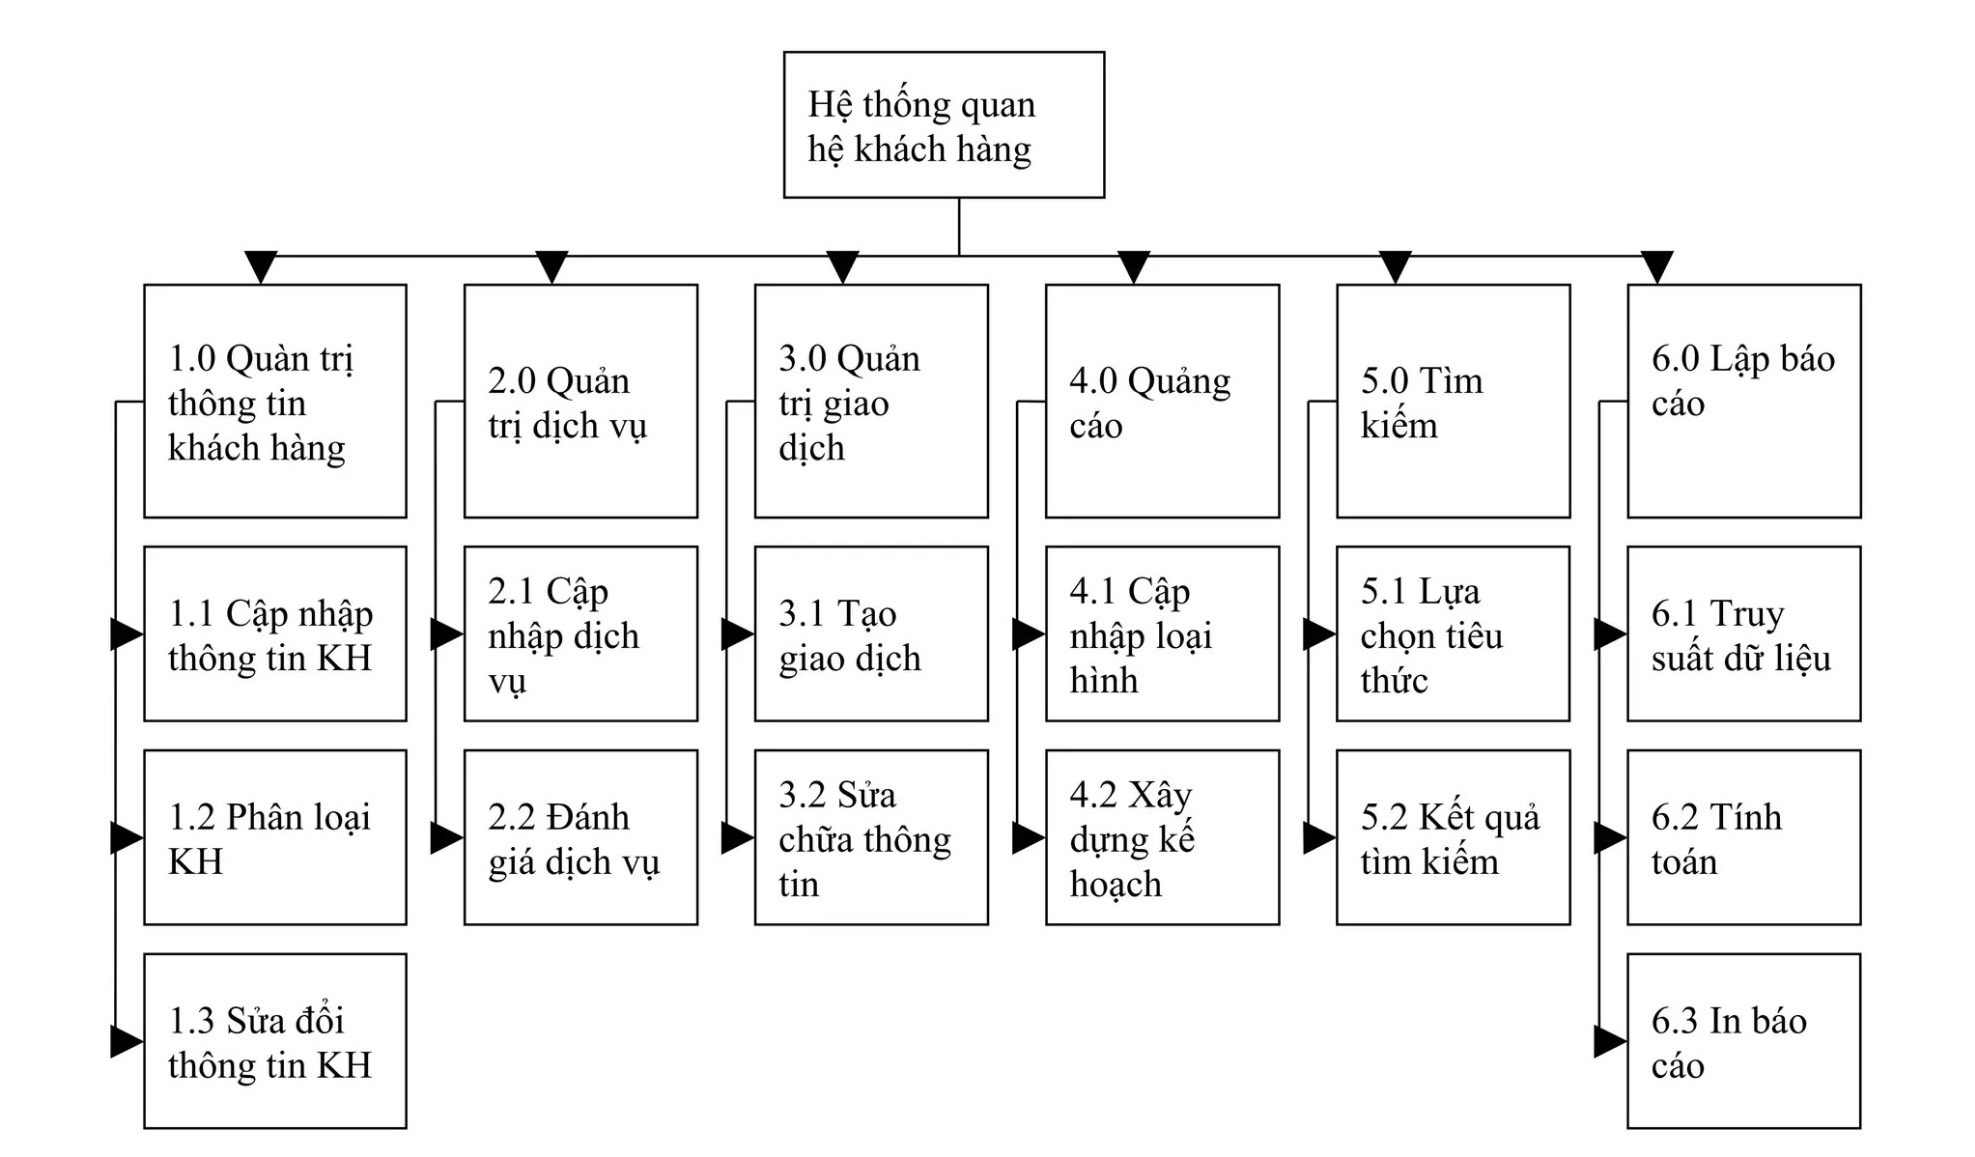 Hệ thống quan
hệ khách hàng
1.0 Quàn trị
thông tin
khách hàng
2.0 Quản
trị dịch vụ
3.0 Quản
trị giao
dịch
4.0 Quảng
cáo
5.0 Tìm
kiếm
6.0 Lập báo
cáo
1.1 Cập nhập
thông tin KH
2.1 Cập
nhập dịch
vụ
3.1 Tạo
giao dịch
4.1 Cập
nhập loại
hình
5.1 Lựa
chọn tiêu
thức
6.1 Truy
suất dữ liệu
1.2 Phân loại
KH
2.2 Đánh
giá dịch vụ
3.2 Sửa
chữa thông
tin
4.2 Xây
dựng kế
hoạch
5.2 Kết quả
tìm kiếm
6.2 Tính
toán
1.3 Sửa đổi
thông tin KH
6.3 In báo
cáo